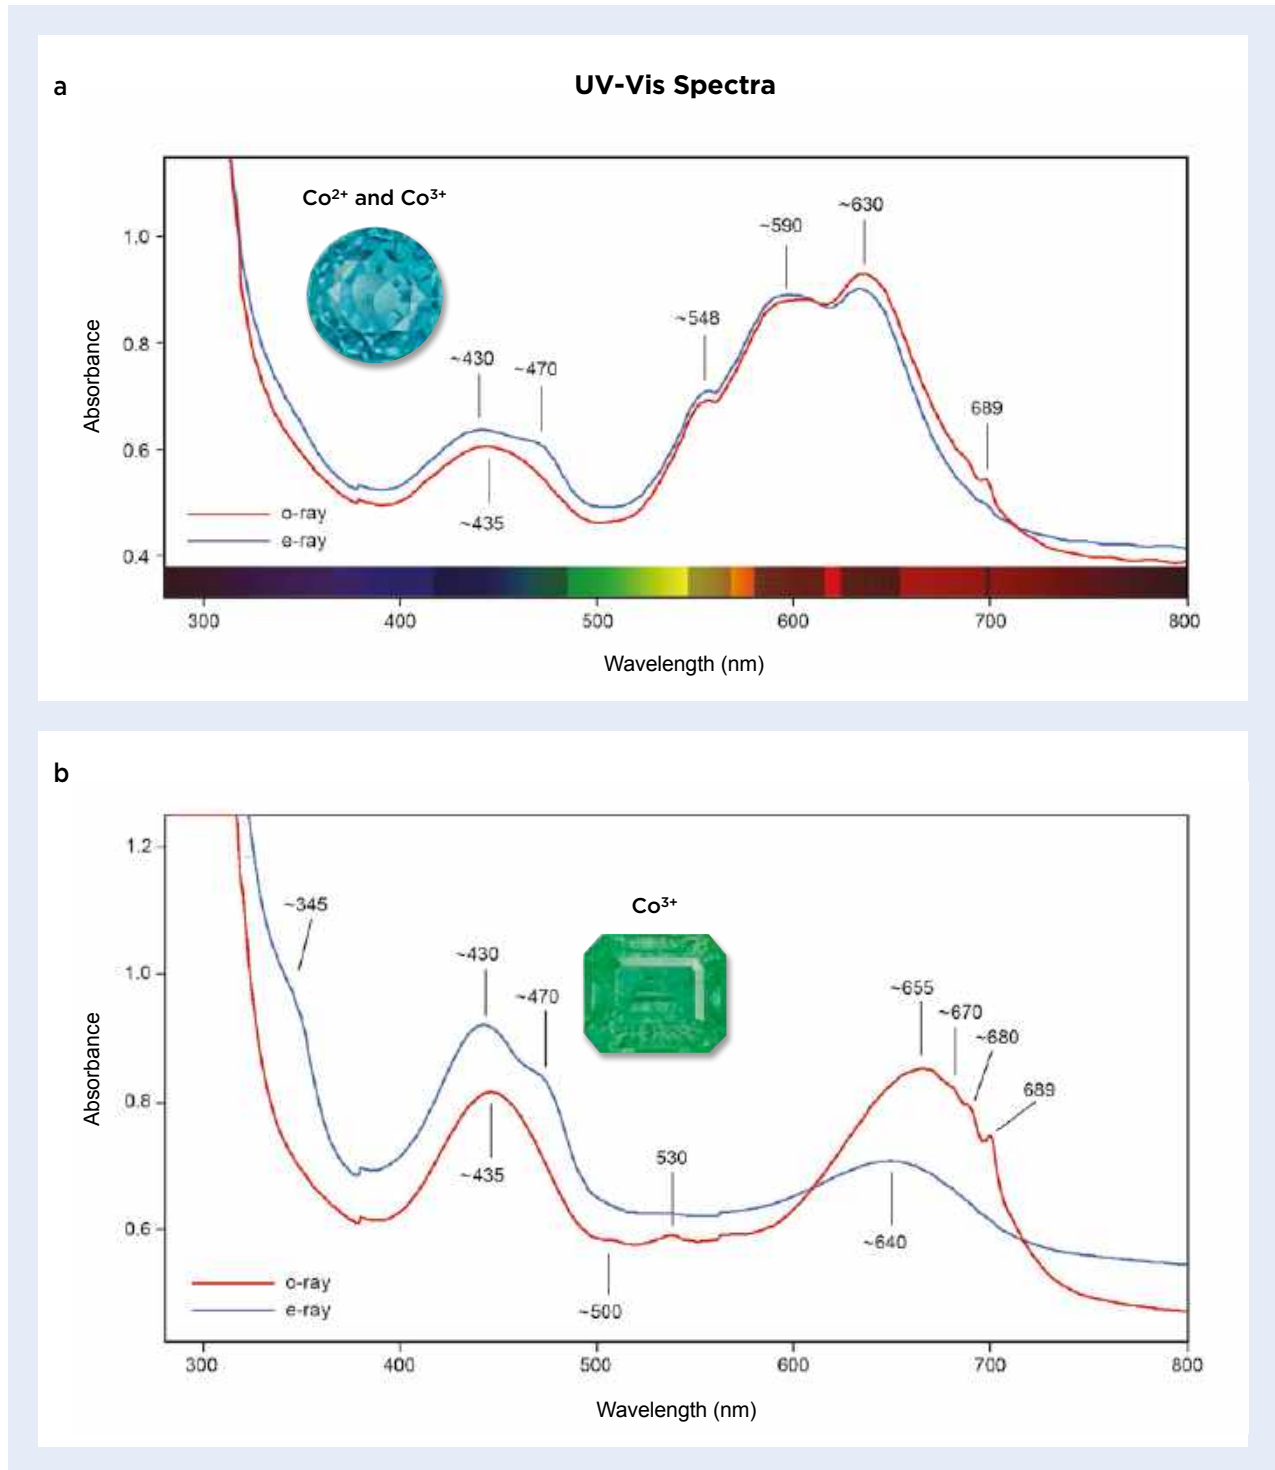 a
UV-Vis Spectra
Co²⁺ and Co³⁺
~630
~590
~548
~430
~470
689
~435
1.0
0.8
0.6
0.4
Absorbance
o-ray
e-ray
300 400 500 600 700 800
Wavelength (nm)
b
Co³⁺
~345
~430
~470
~655
~670
~680
689
~435
530
~640
~500
1.2
1.0
0.8
0.6
Absorbance
o-ray
e-ray
300 400 500 600 700 800
Wavelength (nm)